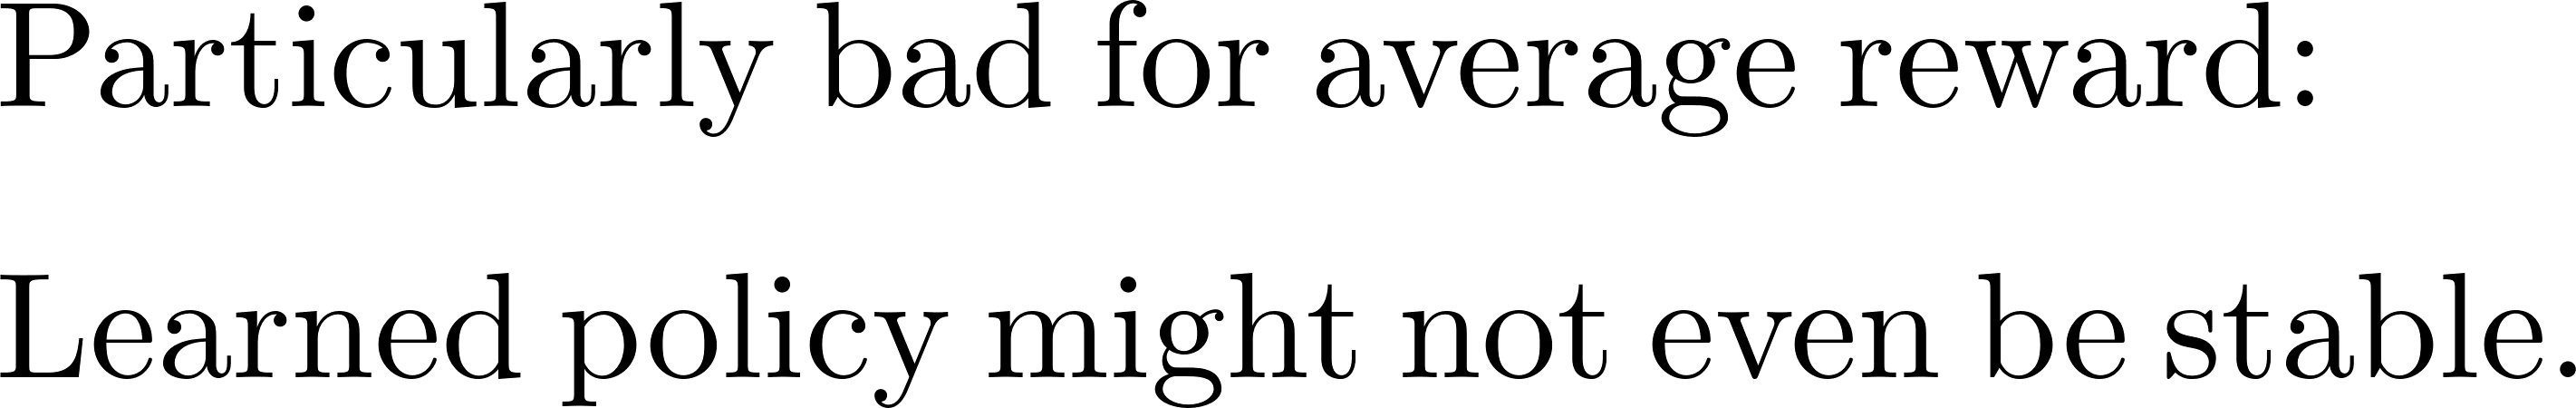 Particularly bad for average reward:
Learned policy might not even be stable.